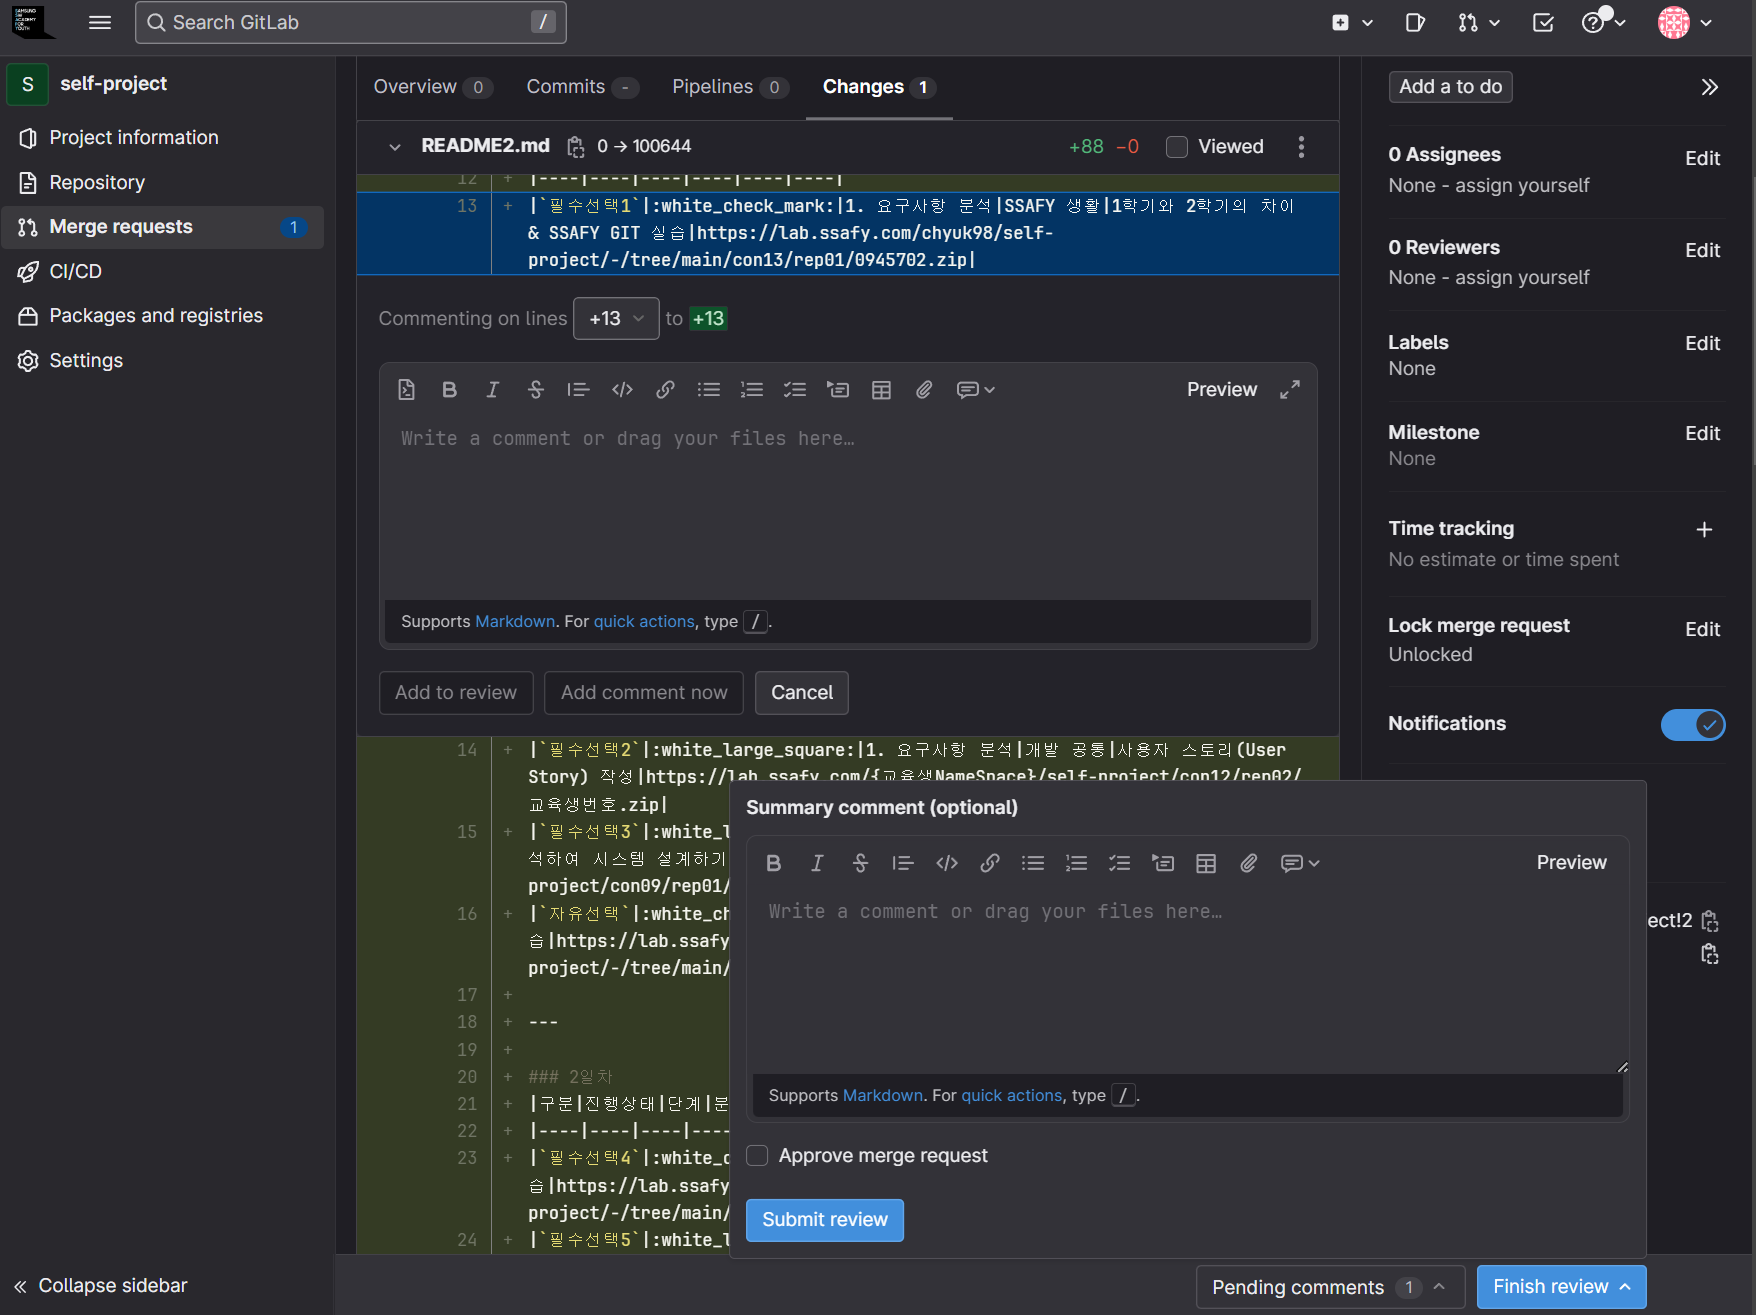 SAMSUNG
SW
ACADEMY
FOR
YOUTH
Search GitLab
/
S
self-project
Project information
Repository
Merge requests
1
CI/CD
Packages and registries
Settings
Collapse sidebar
Overview 0
Commits -
Pipelines 0
Changes 1
README2.md 0 → 100644
+88 −0
Viewed
12 + |----|----|----|----|----|----|
13 + |`필수선택1`|:white_check_mark:|1. 요구사항 분석|SSAFY 생활|1학기와 2학기의 차이
& SSAFY GIT 실습|https://lab.ssafy.com/chyuk98/self-
project/-/tree/main/con13/rep01/0945702.zip|
Commenting on lines +13 to +13
Preview
Write a comment or drag your files here…
Supports Markdown. For quick actions, type /.
Add to review
Add comment now
Cancel
14 + |`필수선택2`|:white_large_square:|1. 요구사항 분석|개발 공통|사용자 스토리(User
Story) 작성|https://lab.ssafy.com/{교육생NameSpace}/self-project/con12/rep02/
교육생번호.zip|
15 + |`필수선택3`|:white_l
석하여 시스템 설계하기
project/con09/rep01/
16 + |`자유선택`|:white_ch
습|https://lab.ssafy
project/-/tree/main/
17 +
18 + ---
19 +
20 + ### 2일차
21 + |구분|진행상태|단계|분
22 + |----|----|----|----
23 + |`필수선택4`|:white_c
습|https://lab.ssafy
project/-/tree/main/
24 + |`필수선택5`|:white_l
Summary comment (optional)
Preview
Write a comment or drag your files here…
Supports Markdown. For quick actions, type /.
Approve merge request
Submit review
Pending comments 1
Finish review
Add a to do
0 Assignees
Edit
None - assign yourself
0 Reviewers
Edit
None - assign yourself
Labels
Edit
None
Milestone
Edit
None
Time tracking
No estimate or time spent
Lock merge request
Edit
Unlocked
Notifications
ect!2